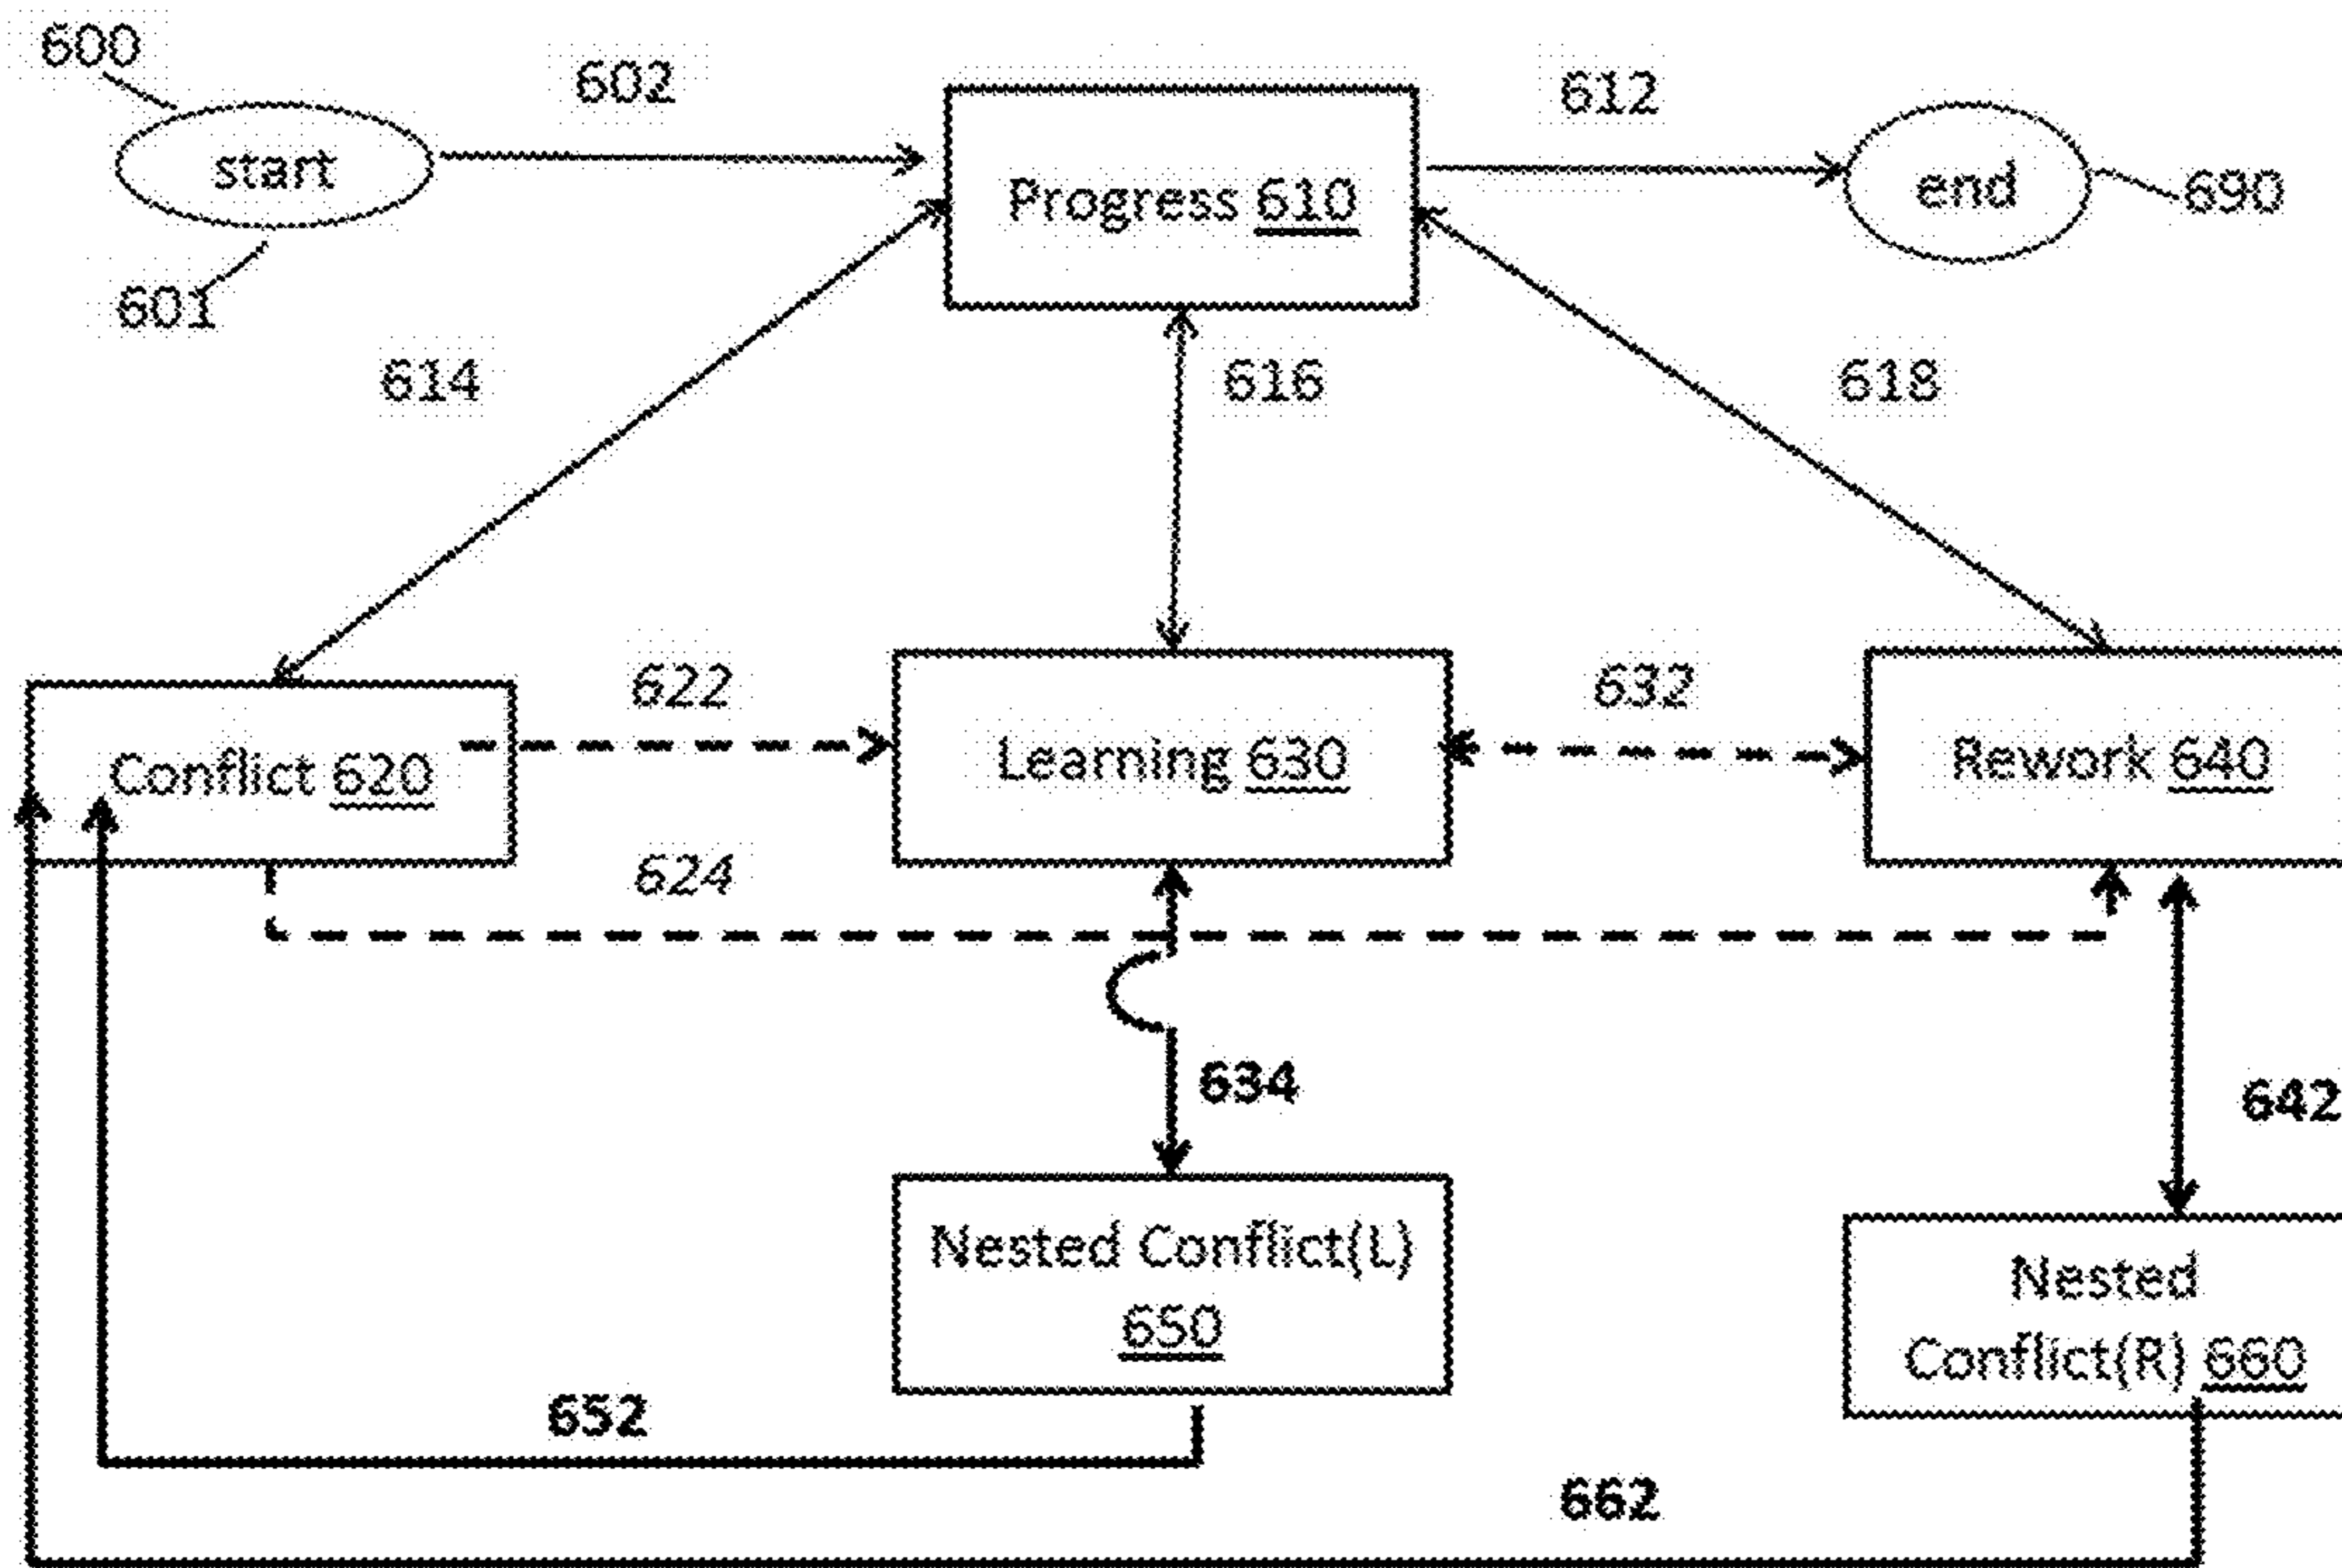 600
602
612
start
Progress 610
end
690
601
614
616
618
622
632
Conflict 620
Learning 630
Rework 640
624
634
642
Nested Conflict(L)
650
Nested
Conflict(R) 660
652
662